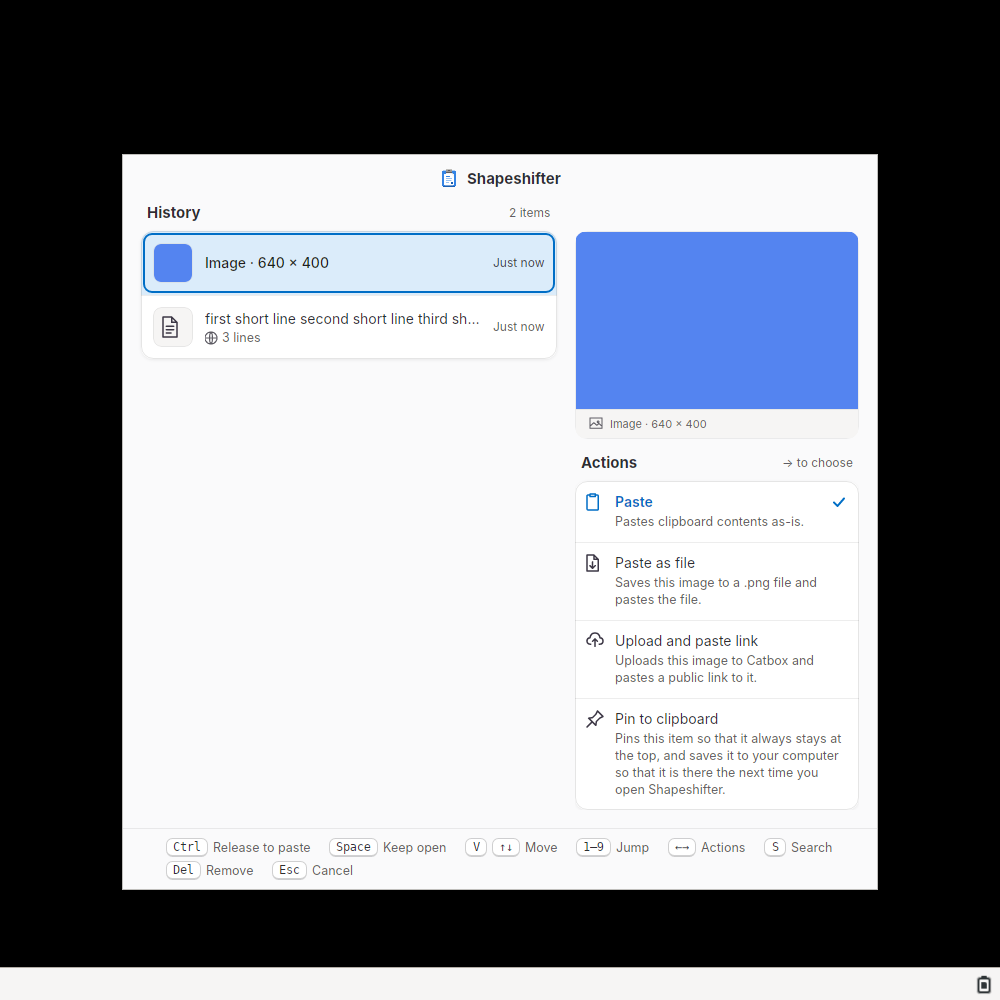 Shapeshifter
History
2 items
Image · 640 × 400
Just now
first short line second short line third sh...
3 lines
Just now
Image · 640 × 400
Actions
→ to choose
Paste
Pastes clipboard contents as-is.
Paste as file
Saves this image to a .png file and
pastes the file.
Upload and paste link
Uploads this image to Catbox and
pastes a public link to it.
Pin to clipboard
Pins this item so that it always stays at
the top, and saves it to your computer
so that it is there the next time you
open Shapeshifter.
Ctrl Release to paste Space Keep open V ↑↓ Move 1–9 Jump ←→ Actions S Search
Del Remove Esc Cancel